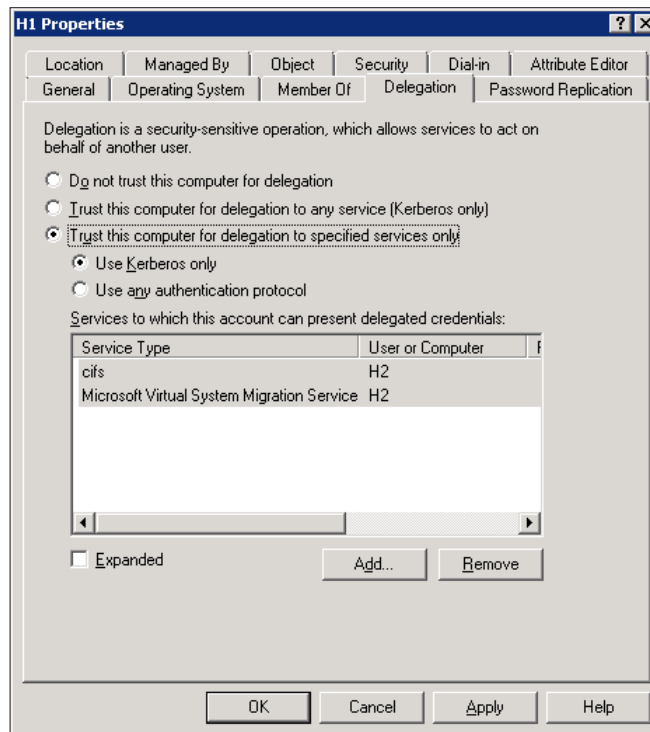 H1 Properties
Location Managed By Object Security Dial-in Attribute Editor
General Operating System Member Of Delegation Password Replication
Delegation is a security-sensitive operation, which allows services to act on
behalf of another user.
Do not trust this computer for delegation
Trust this computer for delegation to any service (Kerberos only)
Trust this computer for delegation to specified services only
Use Kerberos only
Use any authentication protocol
Services to which this account can present delegated credentials:
Service Type User or Computer
cifs H2
Microsoft Virtual System Migration Service H2
Expanded Add... Remove
OK Cancel Apply Help